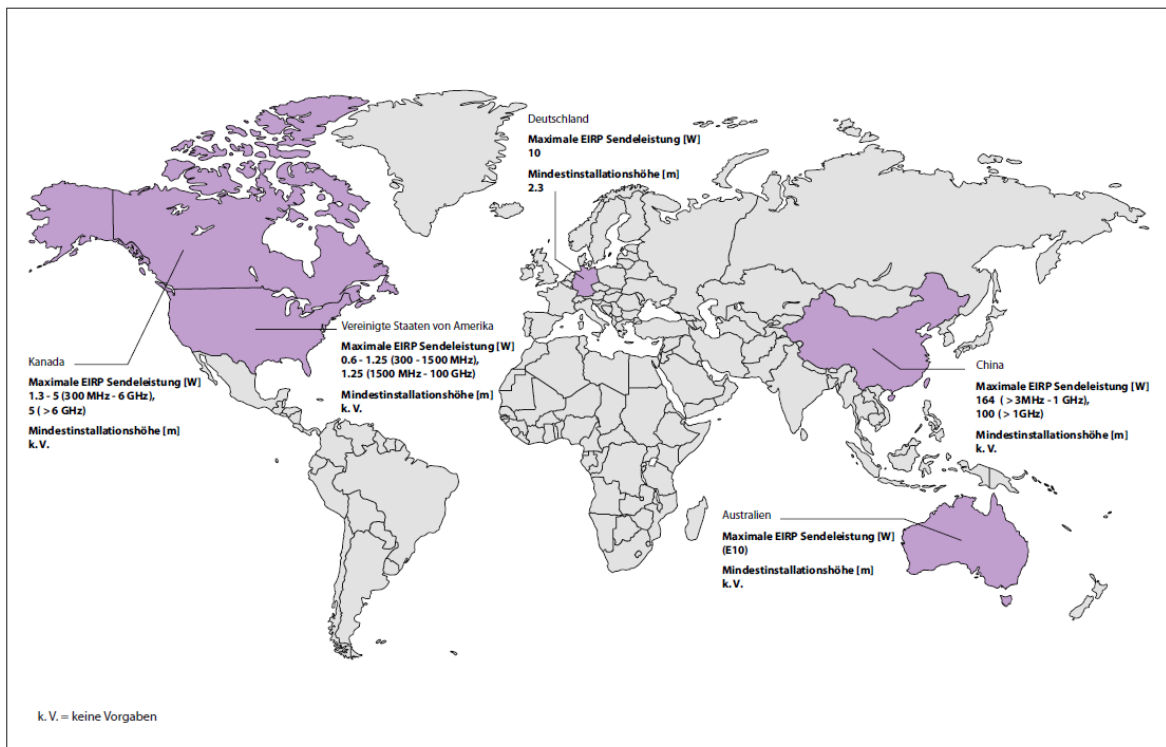 Deutschland
Maximale EIRP Sendeleistung [W]
10
Mindestinstallationshöhe [m]
2.3
Vereinigte Staaten von Amerika
Maximale EIRP Sendeleistung [W]
0.6 - 1.25 (300 - 1500 MHz),
1.25 (1500 MHz - 100 GHz)
Mindestinstallationshöhe [m]
k. V.
Kanada
Maximale EIRP Sendeleistung [W]
1.3 - 5 (300 MHz - 6 GHz),
5 ( > 6 GHz)
Mindestinstallationshöhe [m]
k. V.
China
Maximale EIRP Sendeleistung [W]
164 ( > 3MHz - 1 GHz),
100 ( > 1GHz)
Mindestinstallationshöhe [m]
k. V.
Australien
Maximale EIRP Sendeleistung [W]
(E10)
Mindestinstallationshöhe [m]
k. V.
k. V. = keine Vorgaben